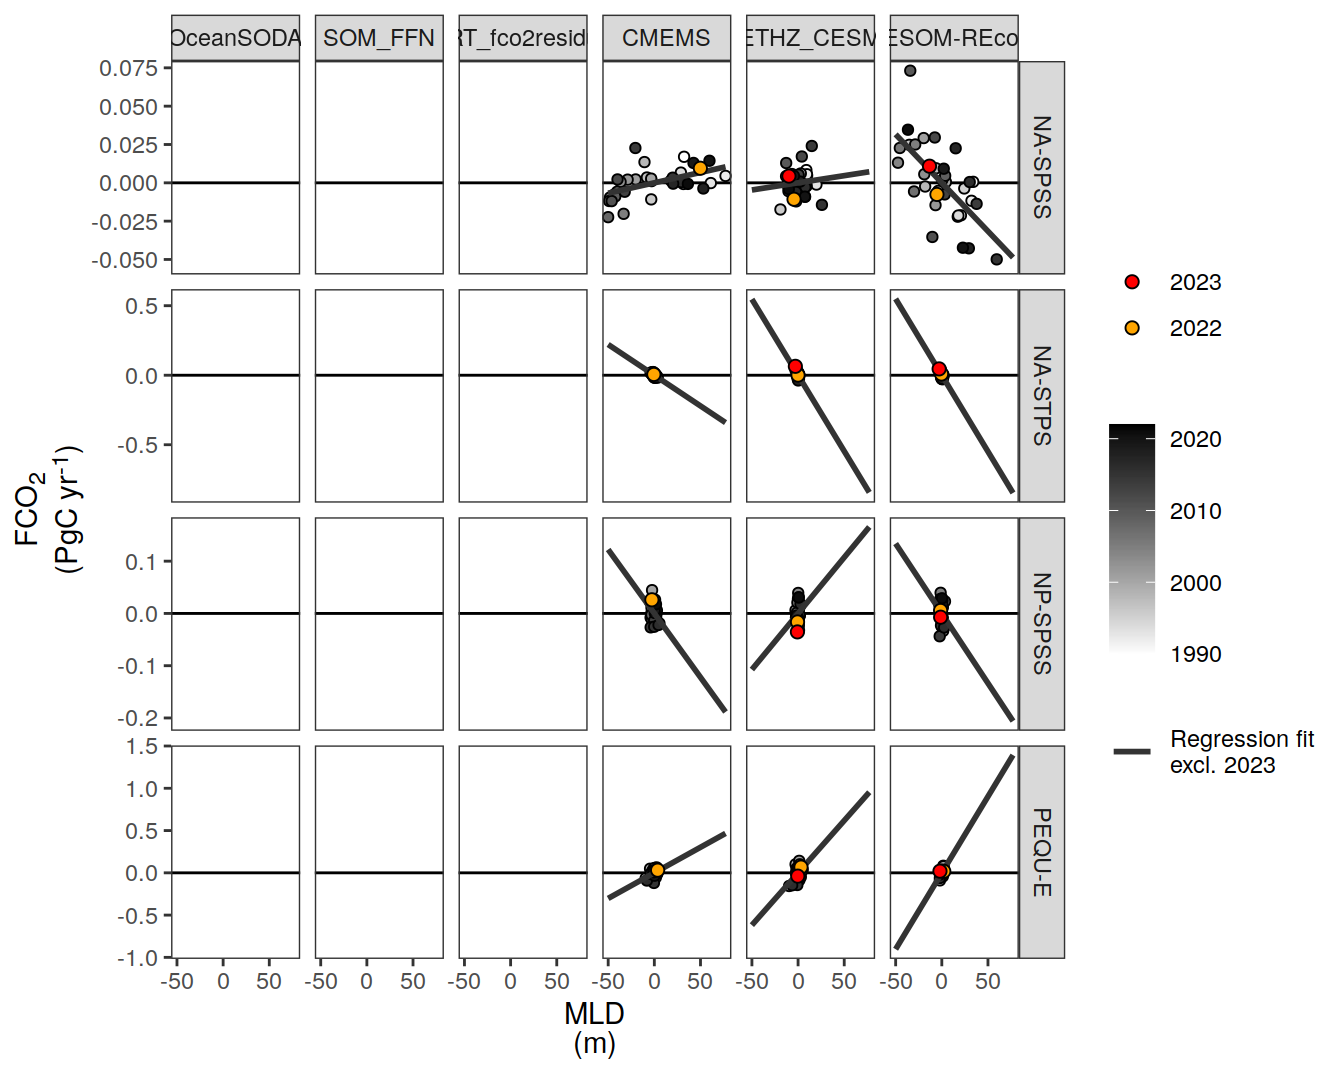 OceanSODA SOM_FFN RT_fco2resid CMEMS ETHZ_CESM ESOM-REco
0.075
0.050
0.025
0.000
-0.025
-0.050
NA-SPSS
0.5
0.0
-0.5
NA-STPS
0.1
0.0
-0.1
-0.2
NP-SPSS
1.5
1.0
0.5
0.0
-0.5
-1.0
PEQU-E
-50 0 50 -50 0 50 -50 0 50 -50 0 50 -50 0 50 -50 0 50
MLD
(m)
FCO2
(PgC yr-1)
2023
2022
2020
2010
2000
1990
Regression fit
excl. 2023